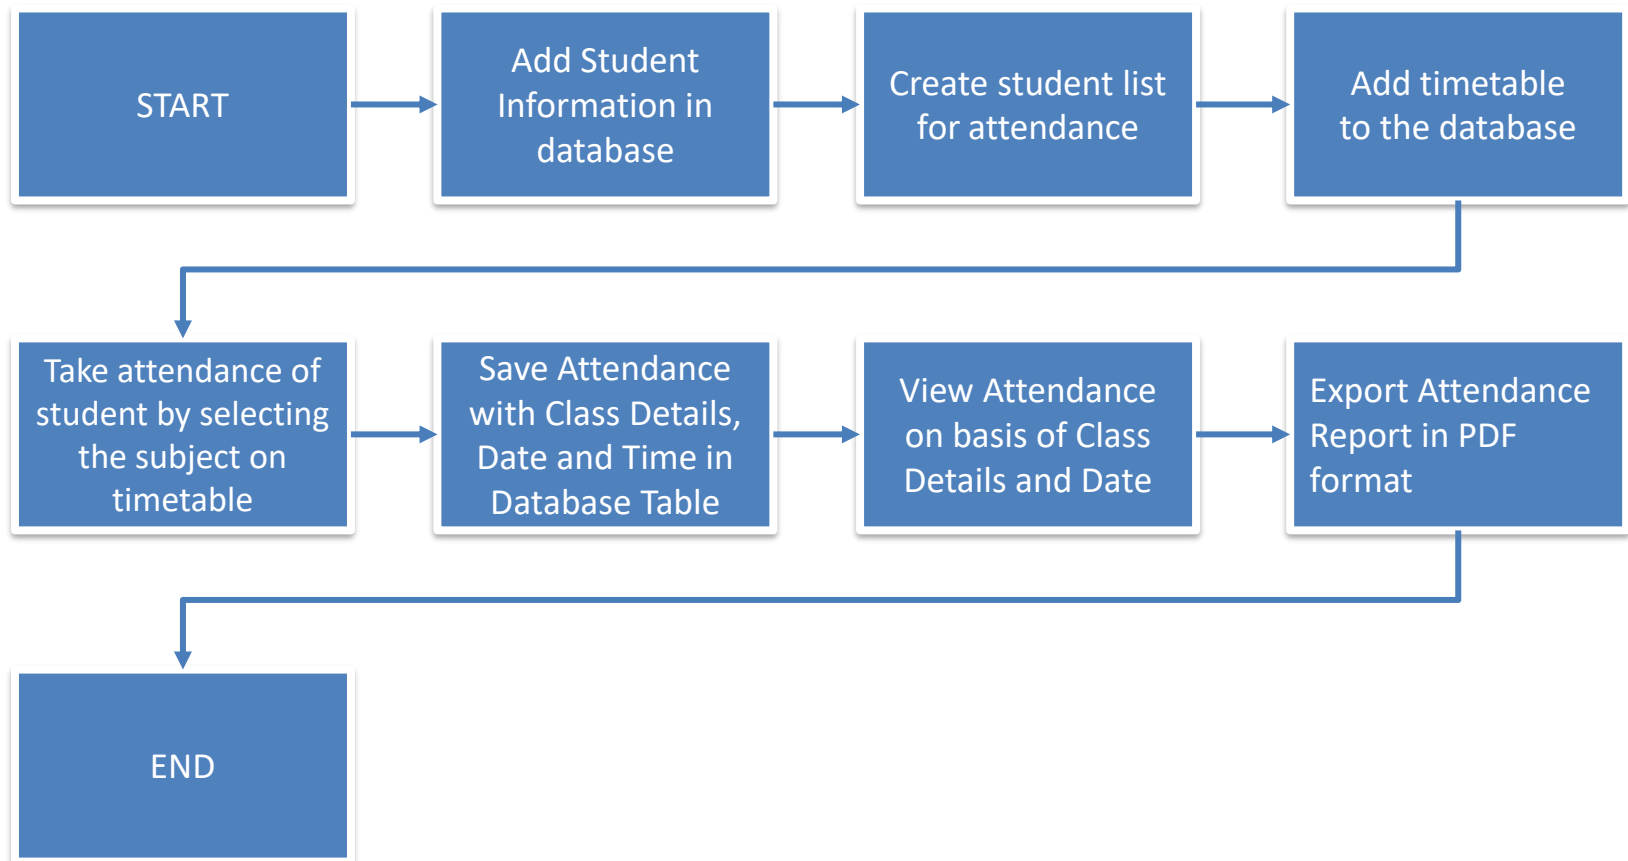 START
Add Student
Information in
database
Create student list
for attendance
Add timetable
to the database
Take attendance of
student by selecting
the subject on
timetable
Save Attendance
with Class Details,
Date and Time in
Database Table
View Attendance
on basis of Class
Details and Date
Export Attendance
Report in PDF
format
END